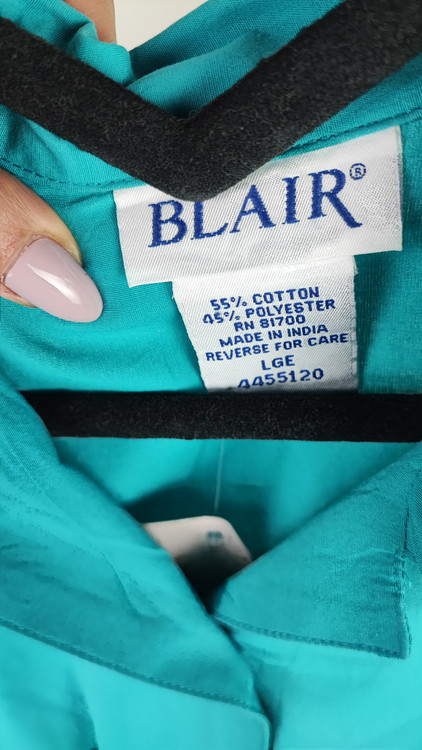 BLAIR®
55% COTTON
45% POLYESTER
RN 81700
MADE IN INDIA
REVERSE FOR CARE
LGE
4455120